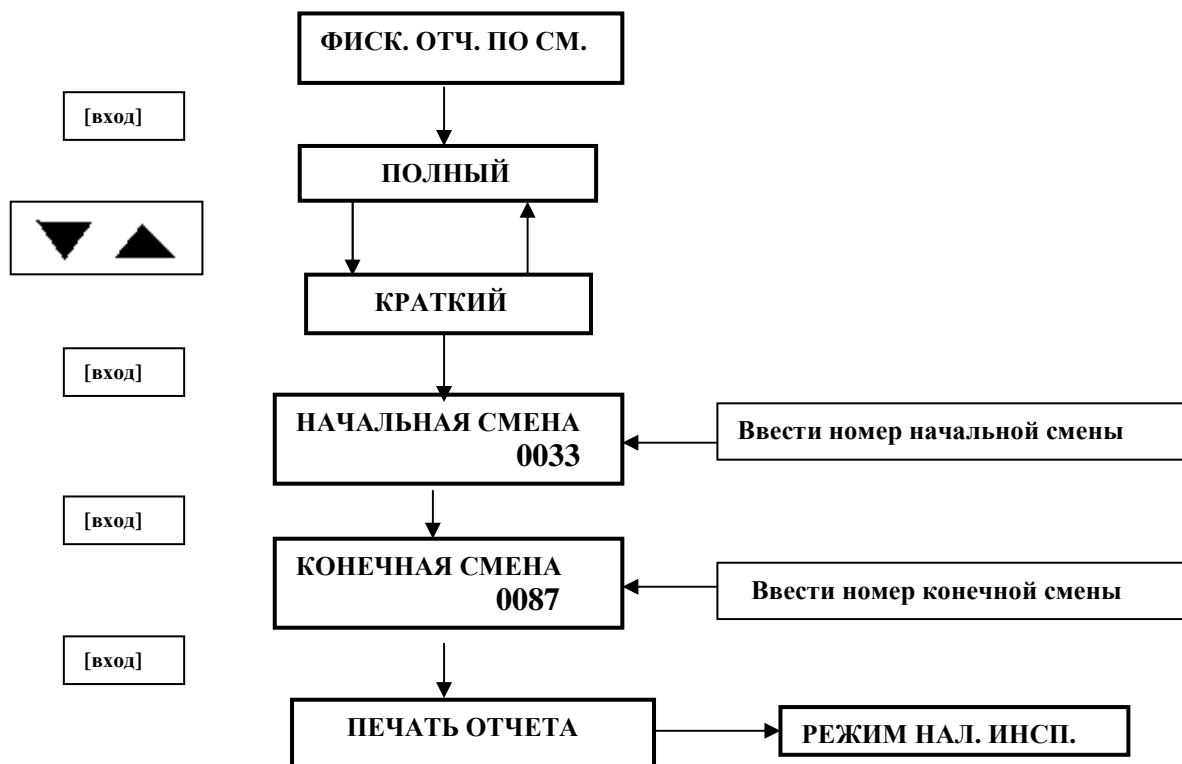 ФИСК. ОТЧ. ПО СМ.
[вход]
ПОЛНЫЙ
КРАТКИЙ
[вход]
НАЧАЛЬНАЯ СМЕНА
0033
Ввести номер начальной смены
[вход]
КОНЕЧНАЯ СМЕНА
0087
Ввести номер конечной смены
[вход]
ПЕЧАТЬ ОТЧЕТА
РЕЖИМ НАЛ. ИНСП.